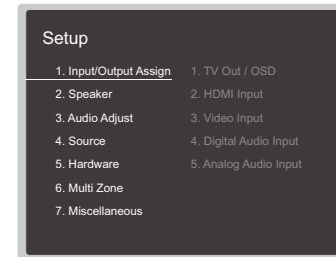 Setup
1. Input/Output Assign
2. Speaker
3. Audio Adjust
4. Source
5. Hardware
6. Multi Zone
7. Miscellaneous
1. TV Out / OSD
2. HDMI Input
3. Video Input
4. Digital Audio Input
5. Analog Audio Input